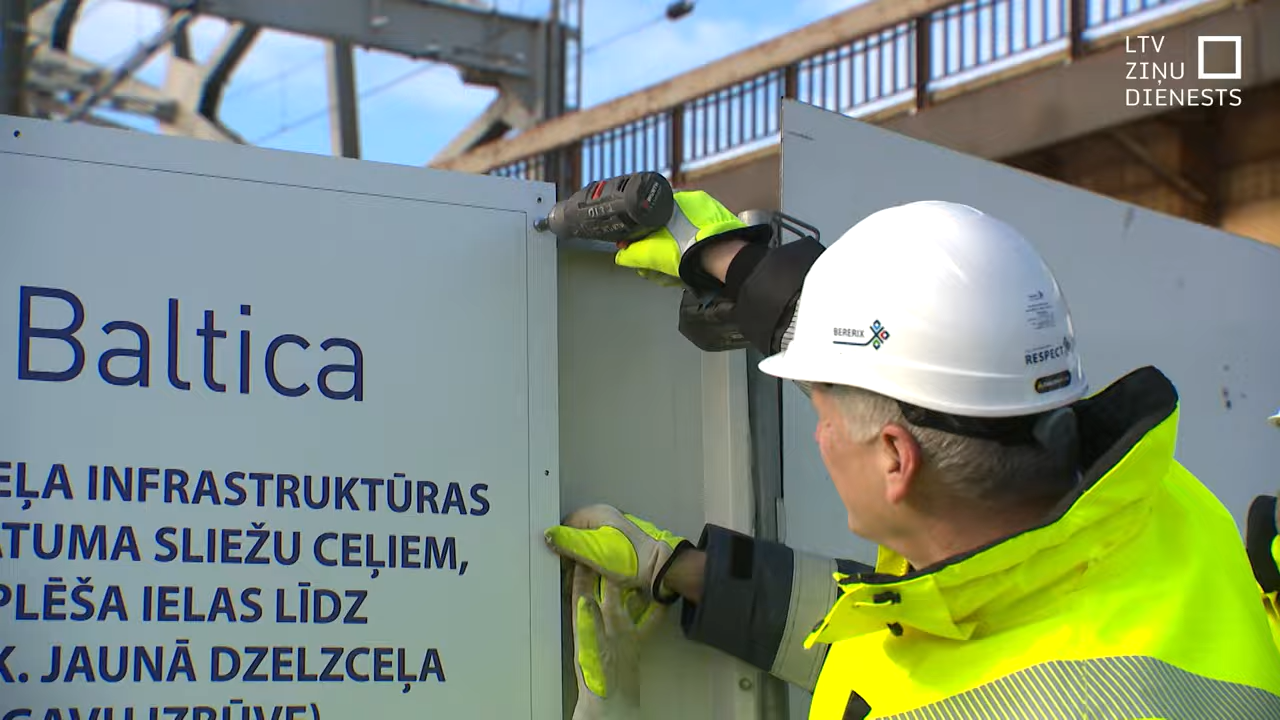 LTV
ZIŅU
DIENESTS
Baltica
EĻA INFRASTRUKTŪRAS
ATUMA SLIEŽU CEĻIEM,
PLĒŠA IELAS LĪDZ
K. JAUNĀ DZELZCEĻA
BERERIX
RESPECT